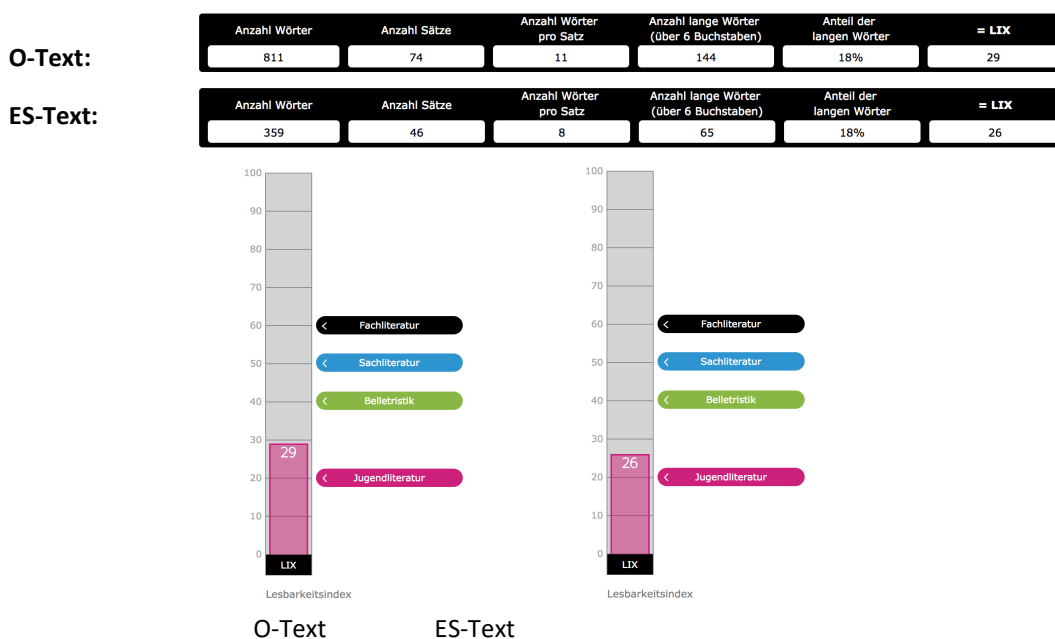 O-Text:
Anzahl Wörter Anzahl Sätze Anzahl Wörter pro Satz Anzahl lange Wörter (über 6 Buchstaben) Anteil der langen Wörter = LIX
811 74 11 144 18% 29
ES-Text:
Anzahl Wörter Anzahl Sätze Anzahl Wörter pro Satz Anzahl lange Wörter (über 6 Buchstaben) Anteil der langen Wörter = LIX
359 46 8 65 18% 26
100
90
80
70
60 Fachliteratur
50 Sachliteratur
40 Belletristik
30
29
20 Jugendliteratur
10
0
LIX
Lesbarkeitsindex
O-Text
100
90
80
70
60 Fachliteratur
50 Sachliteratur
40 Belletristik
30
26
20 Jugendliteratur
10
0
LIX
Lesbarkeitsindex
ES-Text